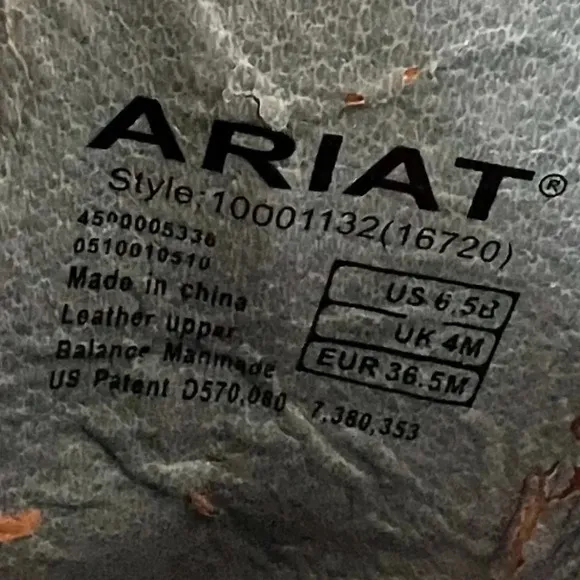 ARIAT®
Style:10001132(16720)
4500005336
0510010510
Made in china
Leather upper
Balance Manmade
US Patent D570,080 7,380,353
US 6.5B
UK 4M
EUR 36.5M